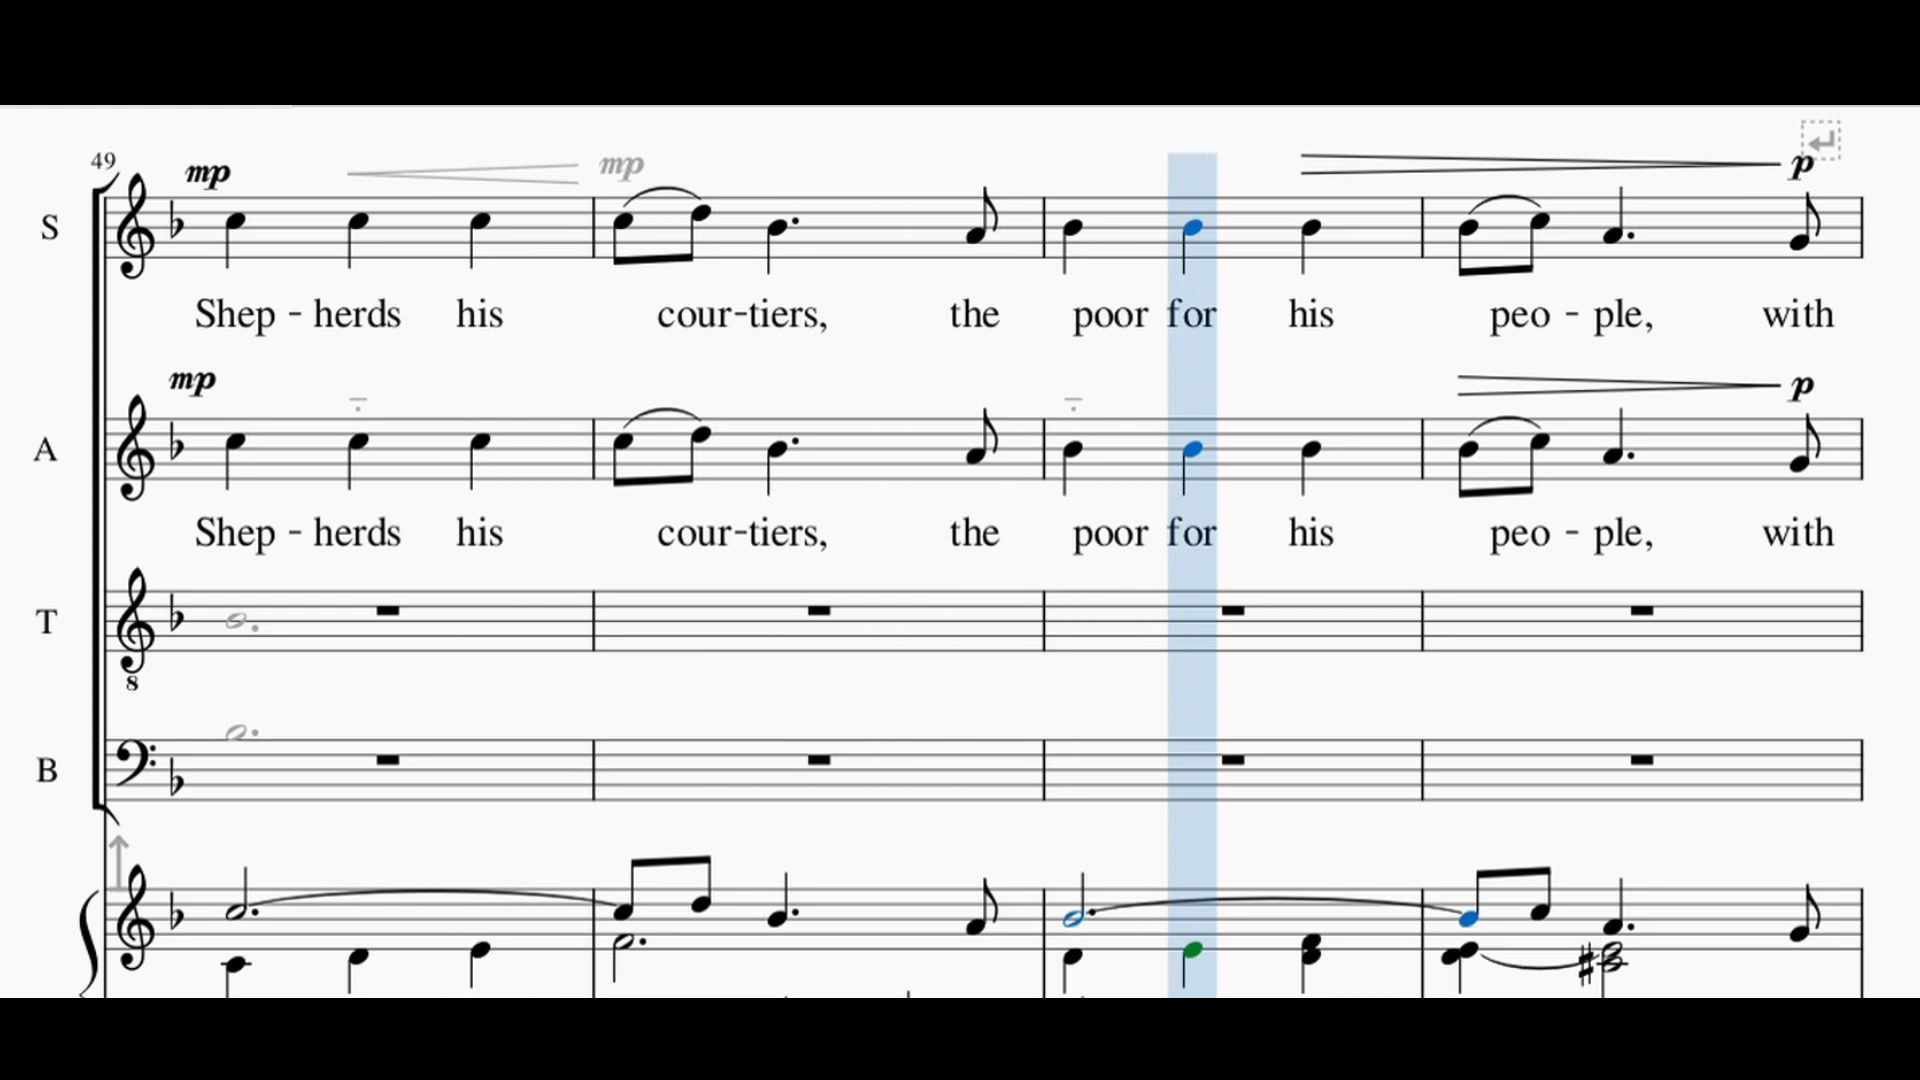 49
mp mp p
S
Shep - herds his cour-tiers, the poor for his peo - ple, with
mp p
A
Shep - herds his cour-tiers, the poor for his peo - ple, with
T
8
B